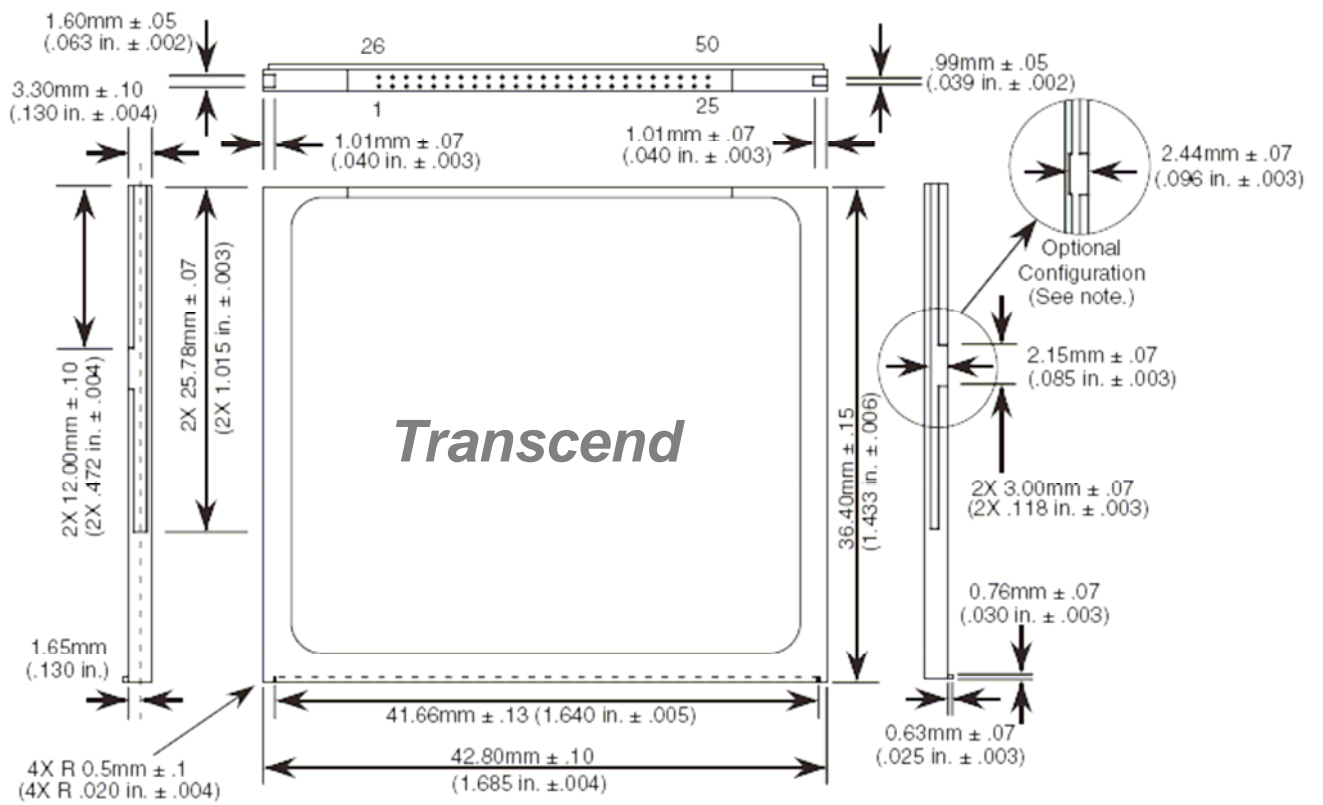 1.60mm ± .05
(.063 in. ± .002)
26
50
.99mm ± .05
(.039 in. ± .002)
3.30mm ± .10
(.130 in. ± .004)
1
25
1.01mm ± .07
(.040 in. ± .003)
1.01mm ± .07
(.040 in. ± .003)
2.44mm ± .07
(.096 in. ± .003)
Optional
Configuration
(See note.)
2X 12.00mm ± .10
(2X .472 in. ± .004)
2X 25.78mm ± .07
(2X 1.015 in. ± .003)
Transcend
36.40mm ± .15
(1.433 in. ± .006)
2.15mm ± .07
(.085 in. ± .003)
2X 3.00mm ± .07
(2X .118 in. ± .003)
0.76mm ± .07
(.030 in. ± .003)
1.65mm
(.130 in.)
41.66mm ± .13 (1.640 in. ± .005)
0.63mm ± .07
(.025 in. ± .003)
42.80mm ± .10
(1.685 in. ±.004)
4X R 0.5mm ± .1
(4X R .020 in. ± .004)